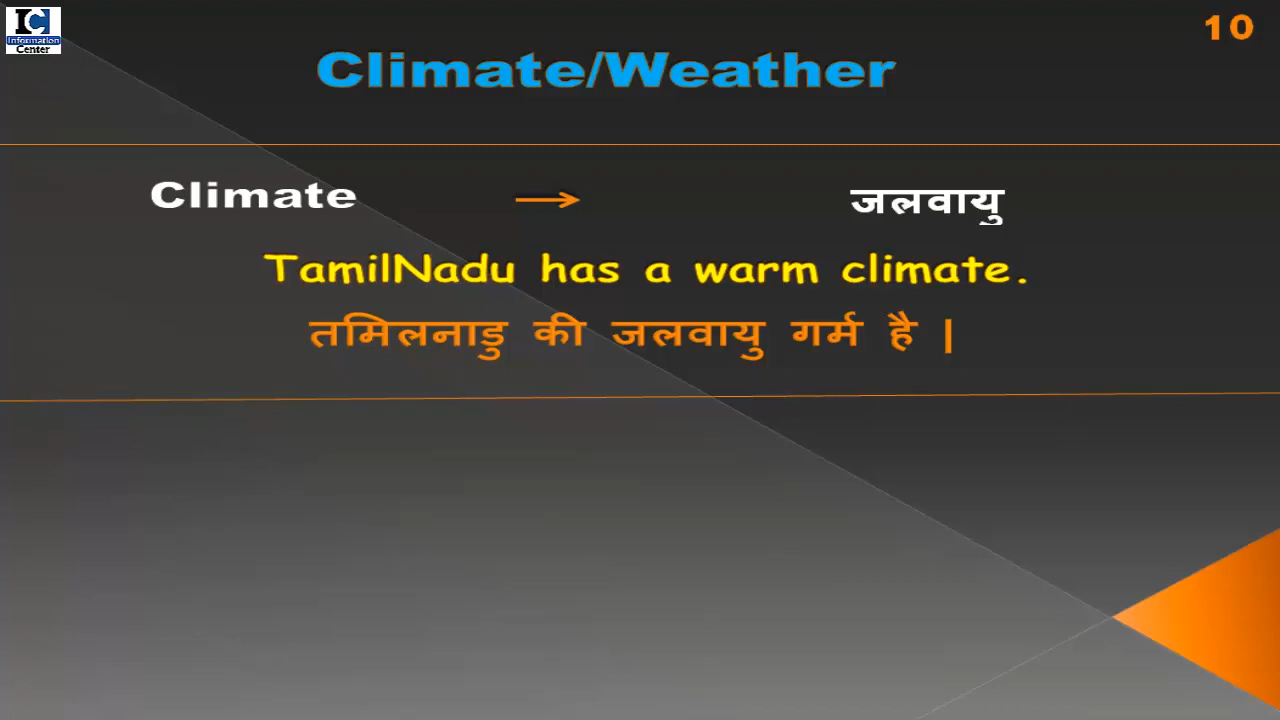 IC
Information
Center
10
Climate/Weather
Climate → जलवायु
TamilNadu has a warm climate.
तमिलनाडु की जलवायु गर्म है |